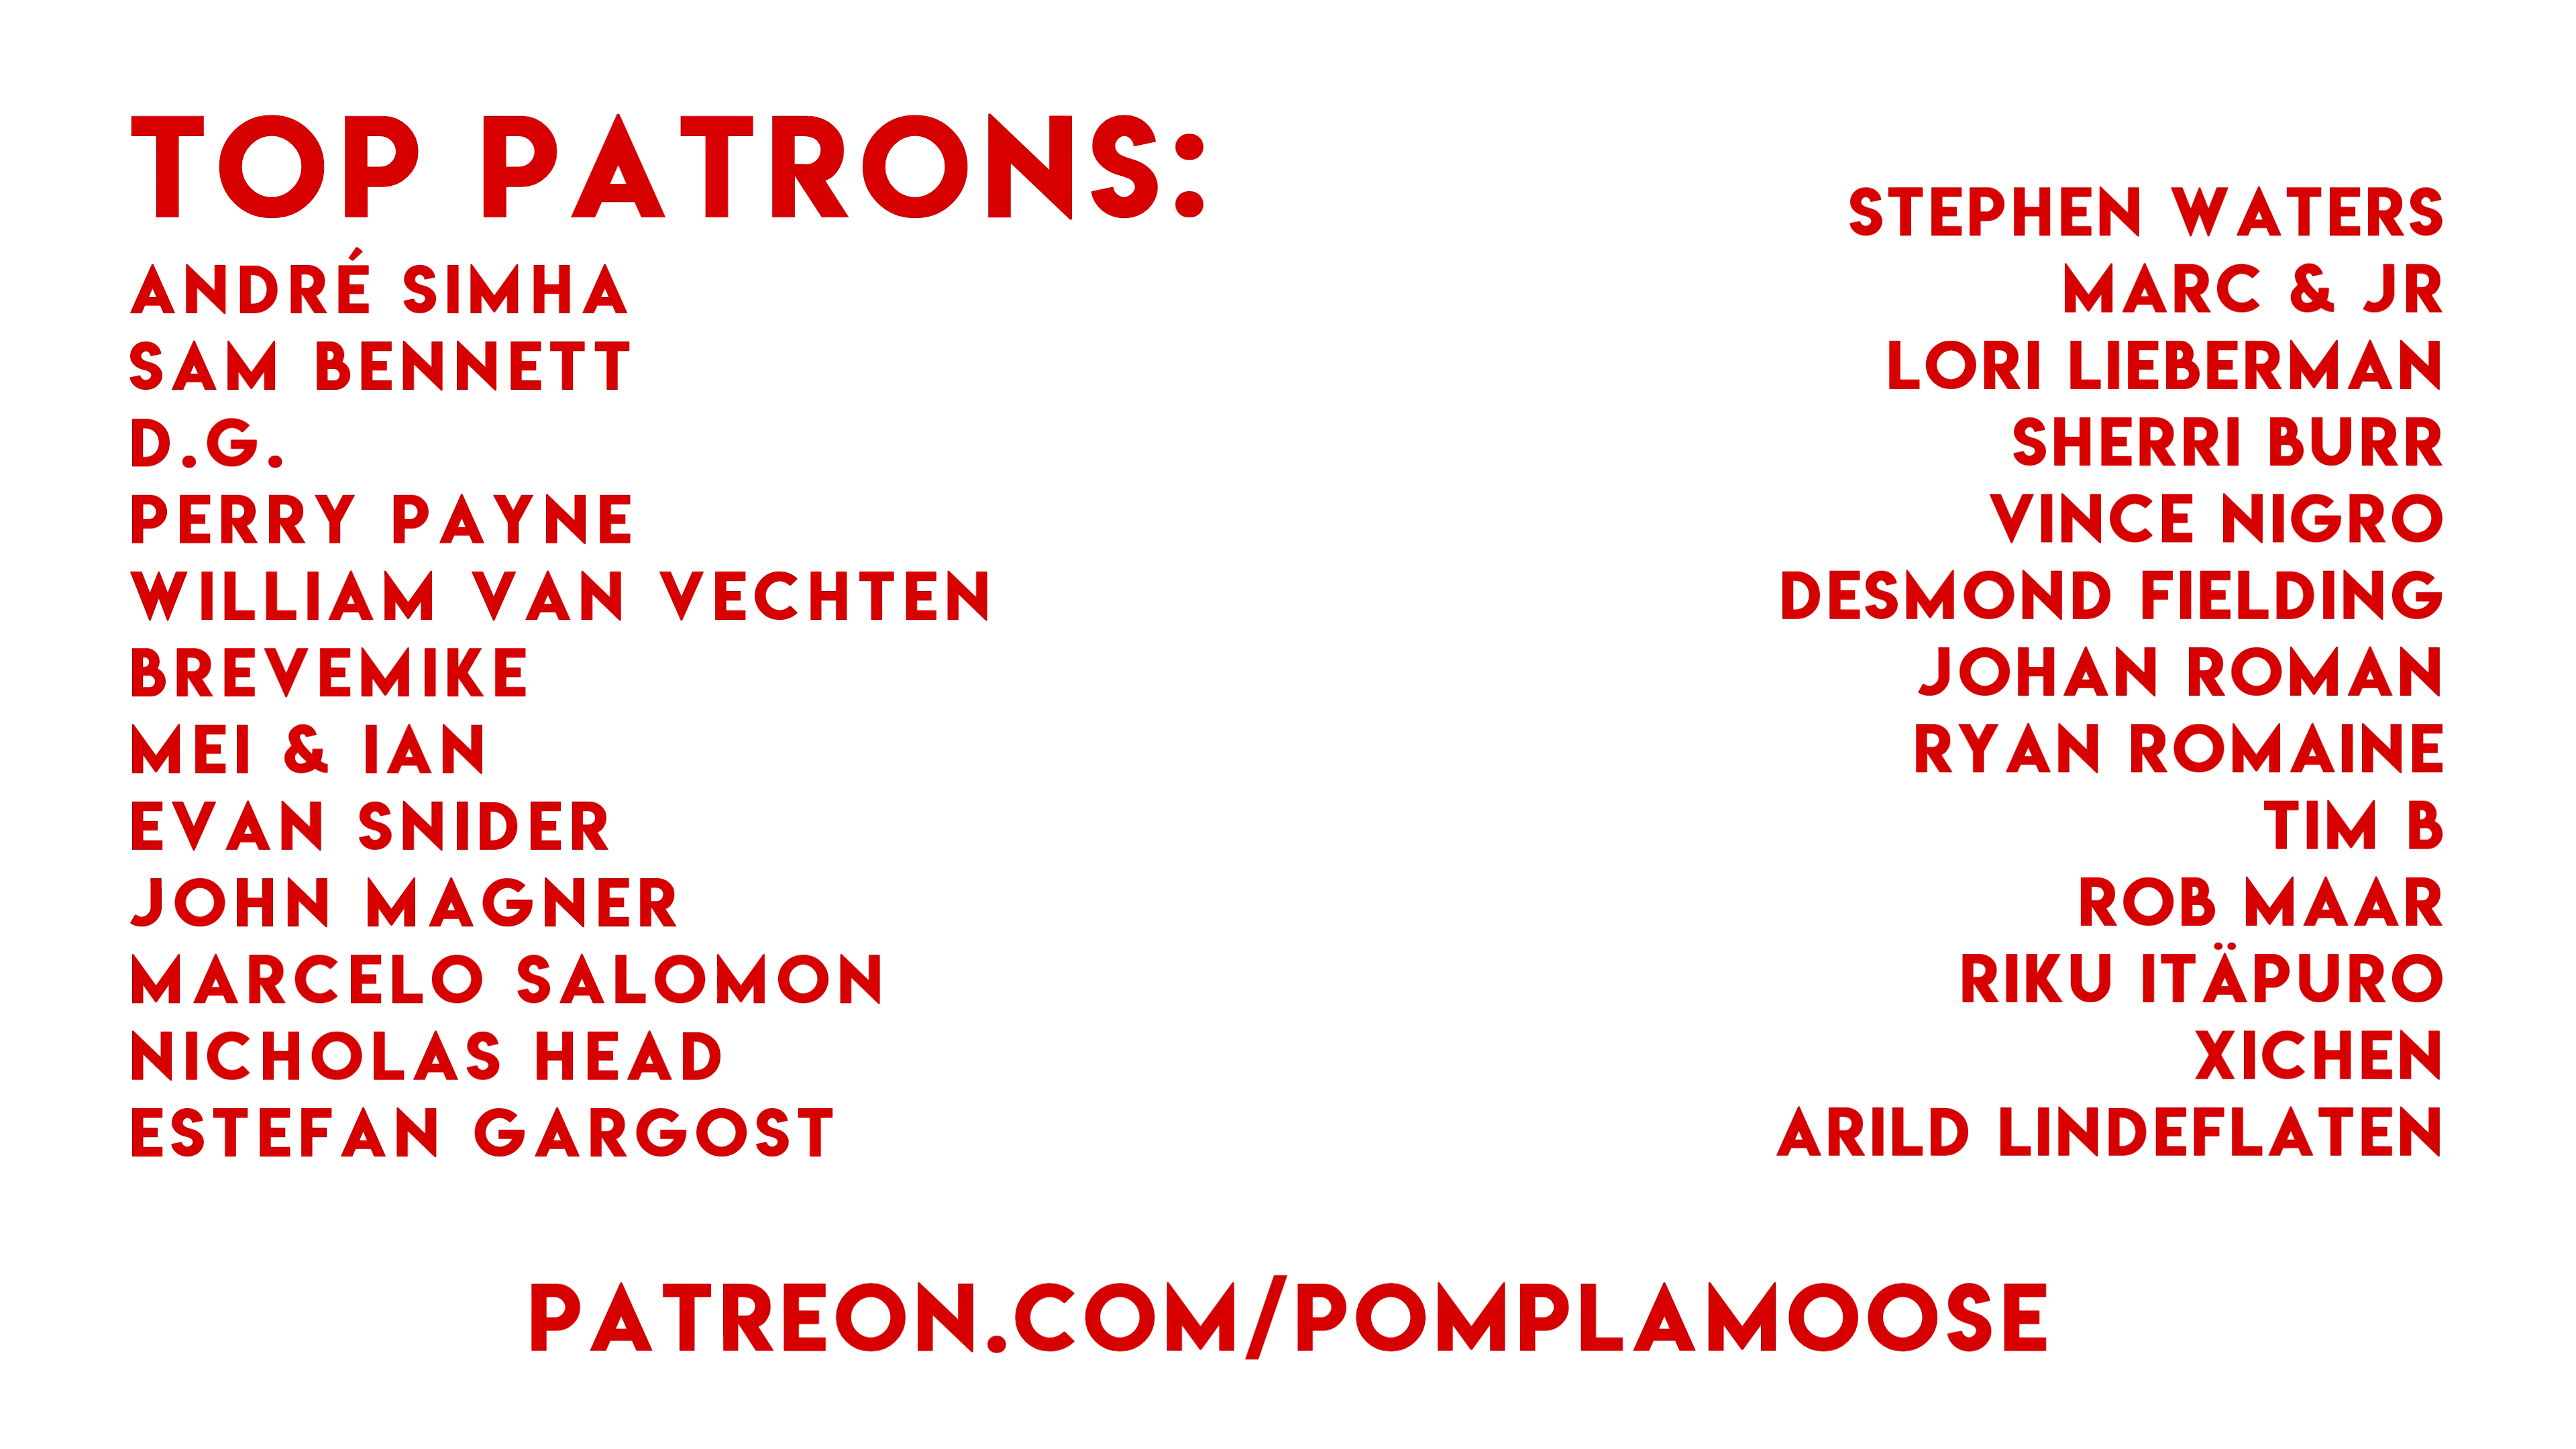 TOP PATRONS:
ANDRÉ SIMHA
SAM BENNETT
D.G.
PERRY PAYNE
WILLIAM VAN VECHTEN
BREVEMIKE
MEI & IAN
EVAN SNIDER
JOHN MAGNER
MARCELO SALOMON
NICHOLAS HEAD
ESTEFAN GARGOST
STEPHEN WATERS
MARC & JR
LORI LIEBERMAN
SHERRI BURR
VINCE NIGRO
DESMOND FIELDING
JOHAN ROMAN
RYAN ROMAINE
TIM B
ROB MAAR
RIKU ITÄPURO
XICHEN
ARILD LINDEFLATEN
PATREON.COM/POMPLAMOOSE